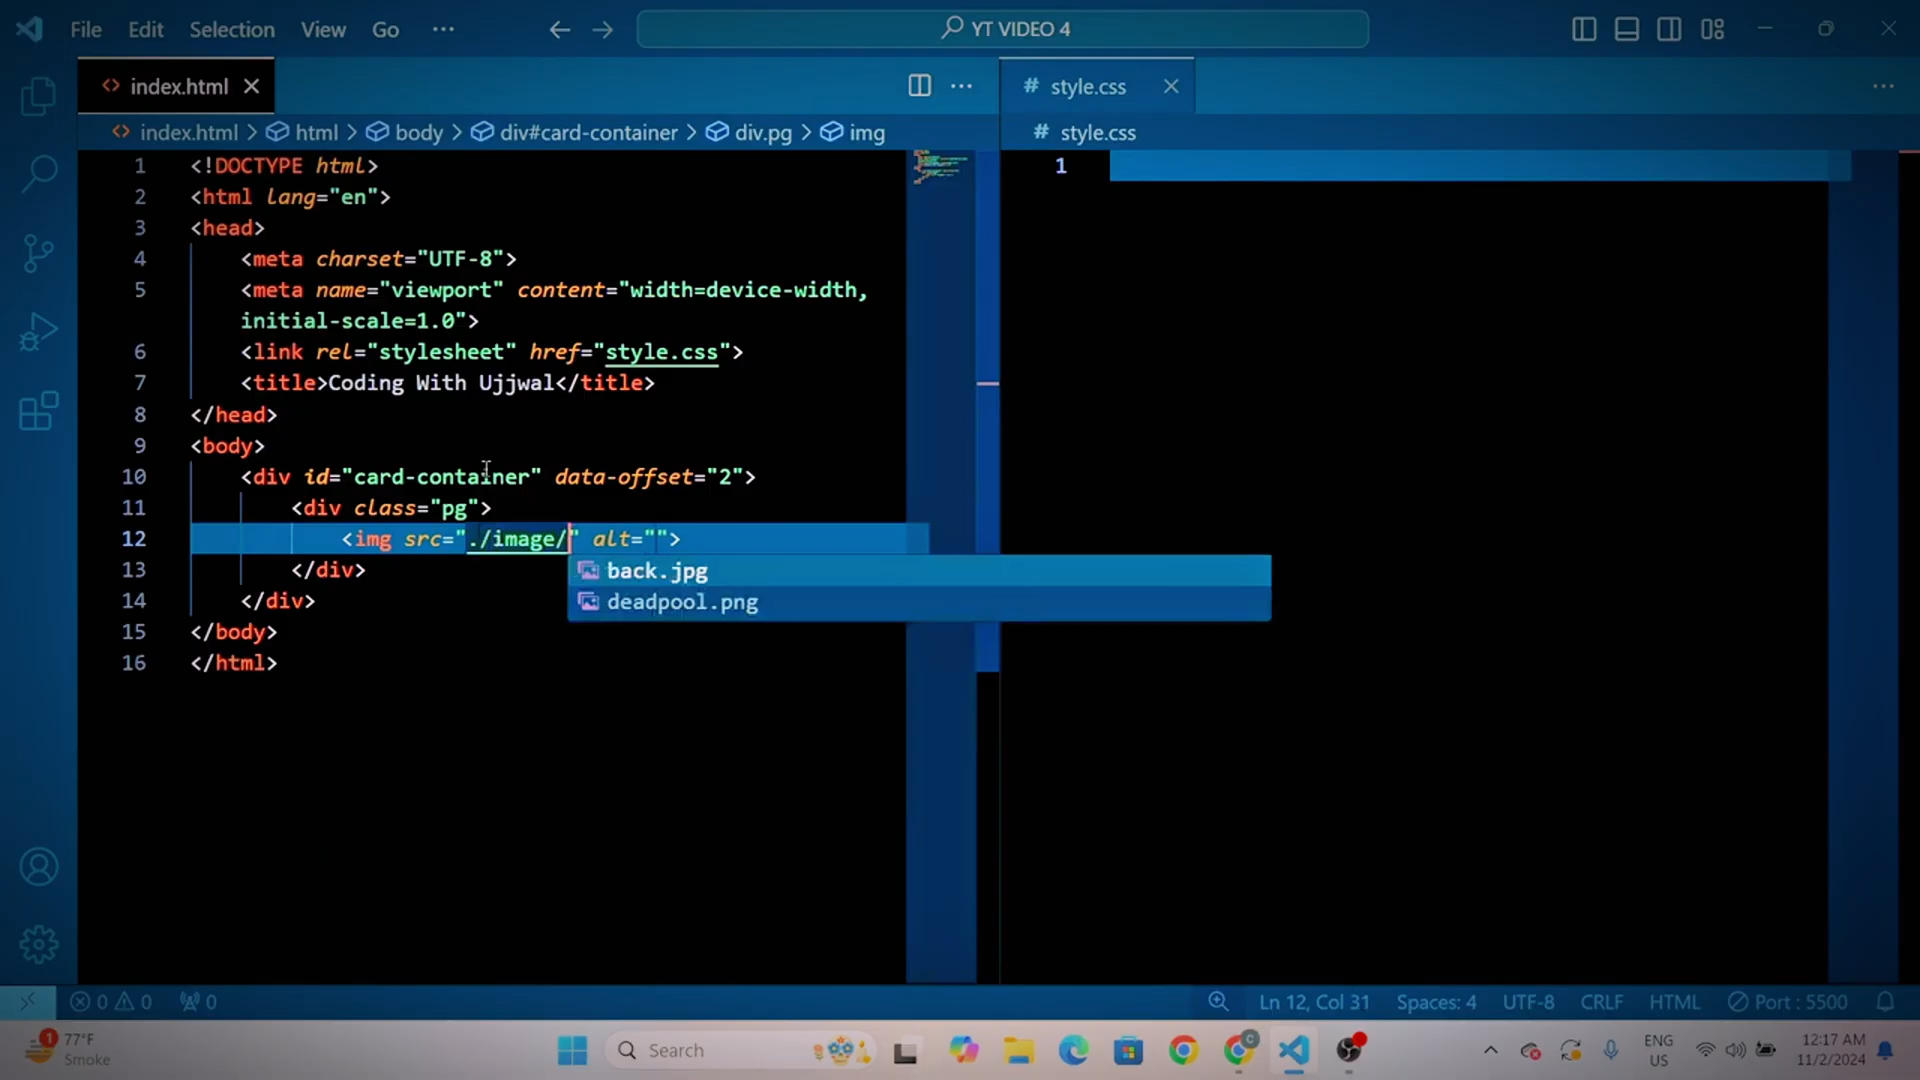 File Edit Selection View Go ··· YT VIDEO 4
index.html
# style.css
index.html > html > body > div#card-container > div.pg > img
# style.css
1 <!DOCTYPE html>
2 <html lang="en">
3 <head>
4 <meta charset="UTF-8">
5 <meta name="viewport" content="width=device-width,
initial-scale=1.0">
6 <link rel="stylesheet" href="style.css">
7 <title>Coding With Ujjwal</title>
8 </head>
9 <body>
10 <div id="card-container" data-offset="2">
11 <div class="pg">
12 <img src="./image/" alt="">
13 </div>
back.jpg
14 </div>
deadpool.png
15 </body>
16 </html>
1
0 0 0 Ln 12, Col 31 Spaces: 4 UTF-8 CRLF HTML Port : 5500
1
77°F
Smoke
Search
C
ENG
US
12:17 AM
11/2/2024